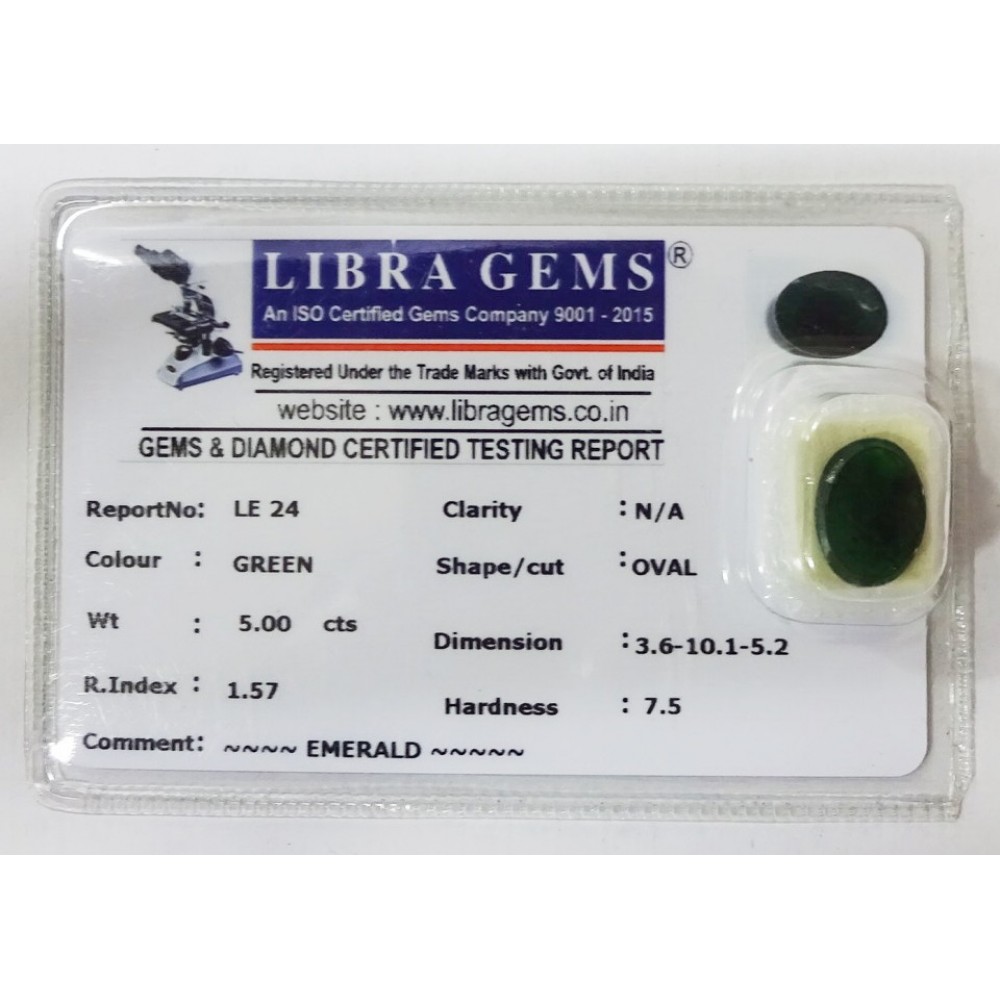 LIBRA GEMS ®
An ISO Certified Gems Company 9001 - 2015
Registered Under the Trade Marks with Govt. of India
website : www.libragems.co.in
GEMS & DIAMOND CERTIFIED TESTING REPORT
ReportNo: LE 24 Clarity : N/A
Colour : GREEN Shape/cut : OVAL
Wt : 5.00 cts Dimension : 3.6-10.1-5.2
R.Index : 1.57 Hardness : 7.5
Comment: ~~~~ EMERALD ~~~~~